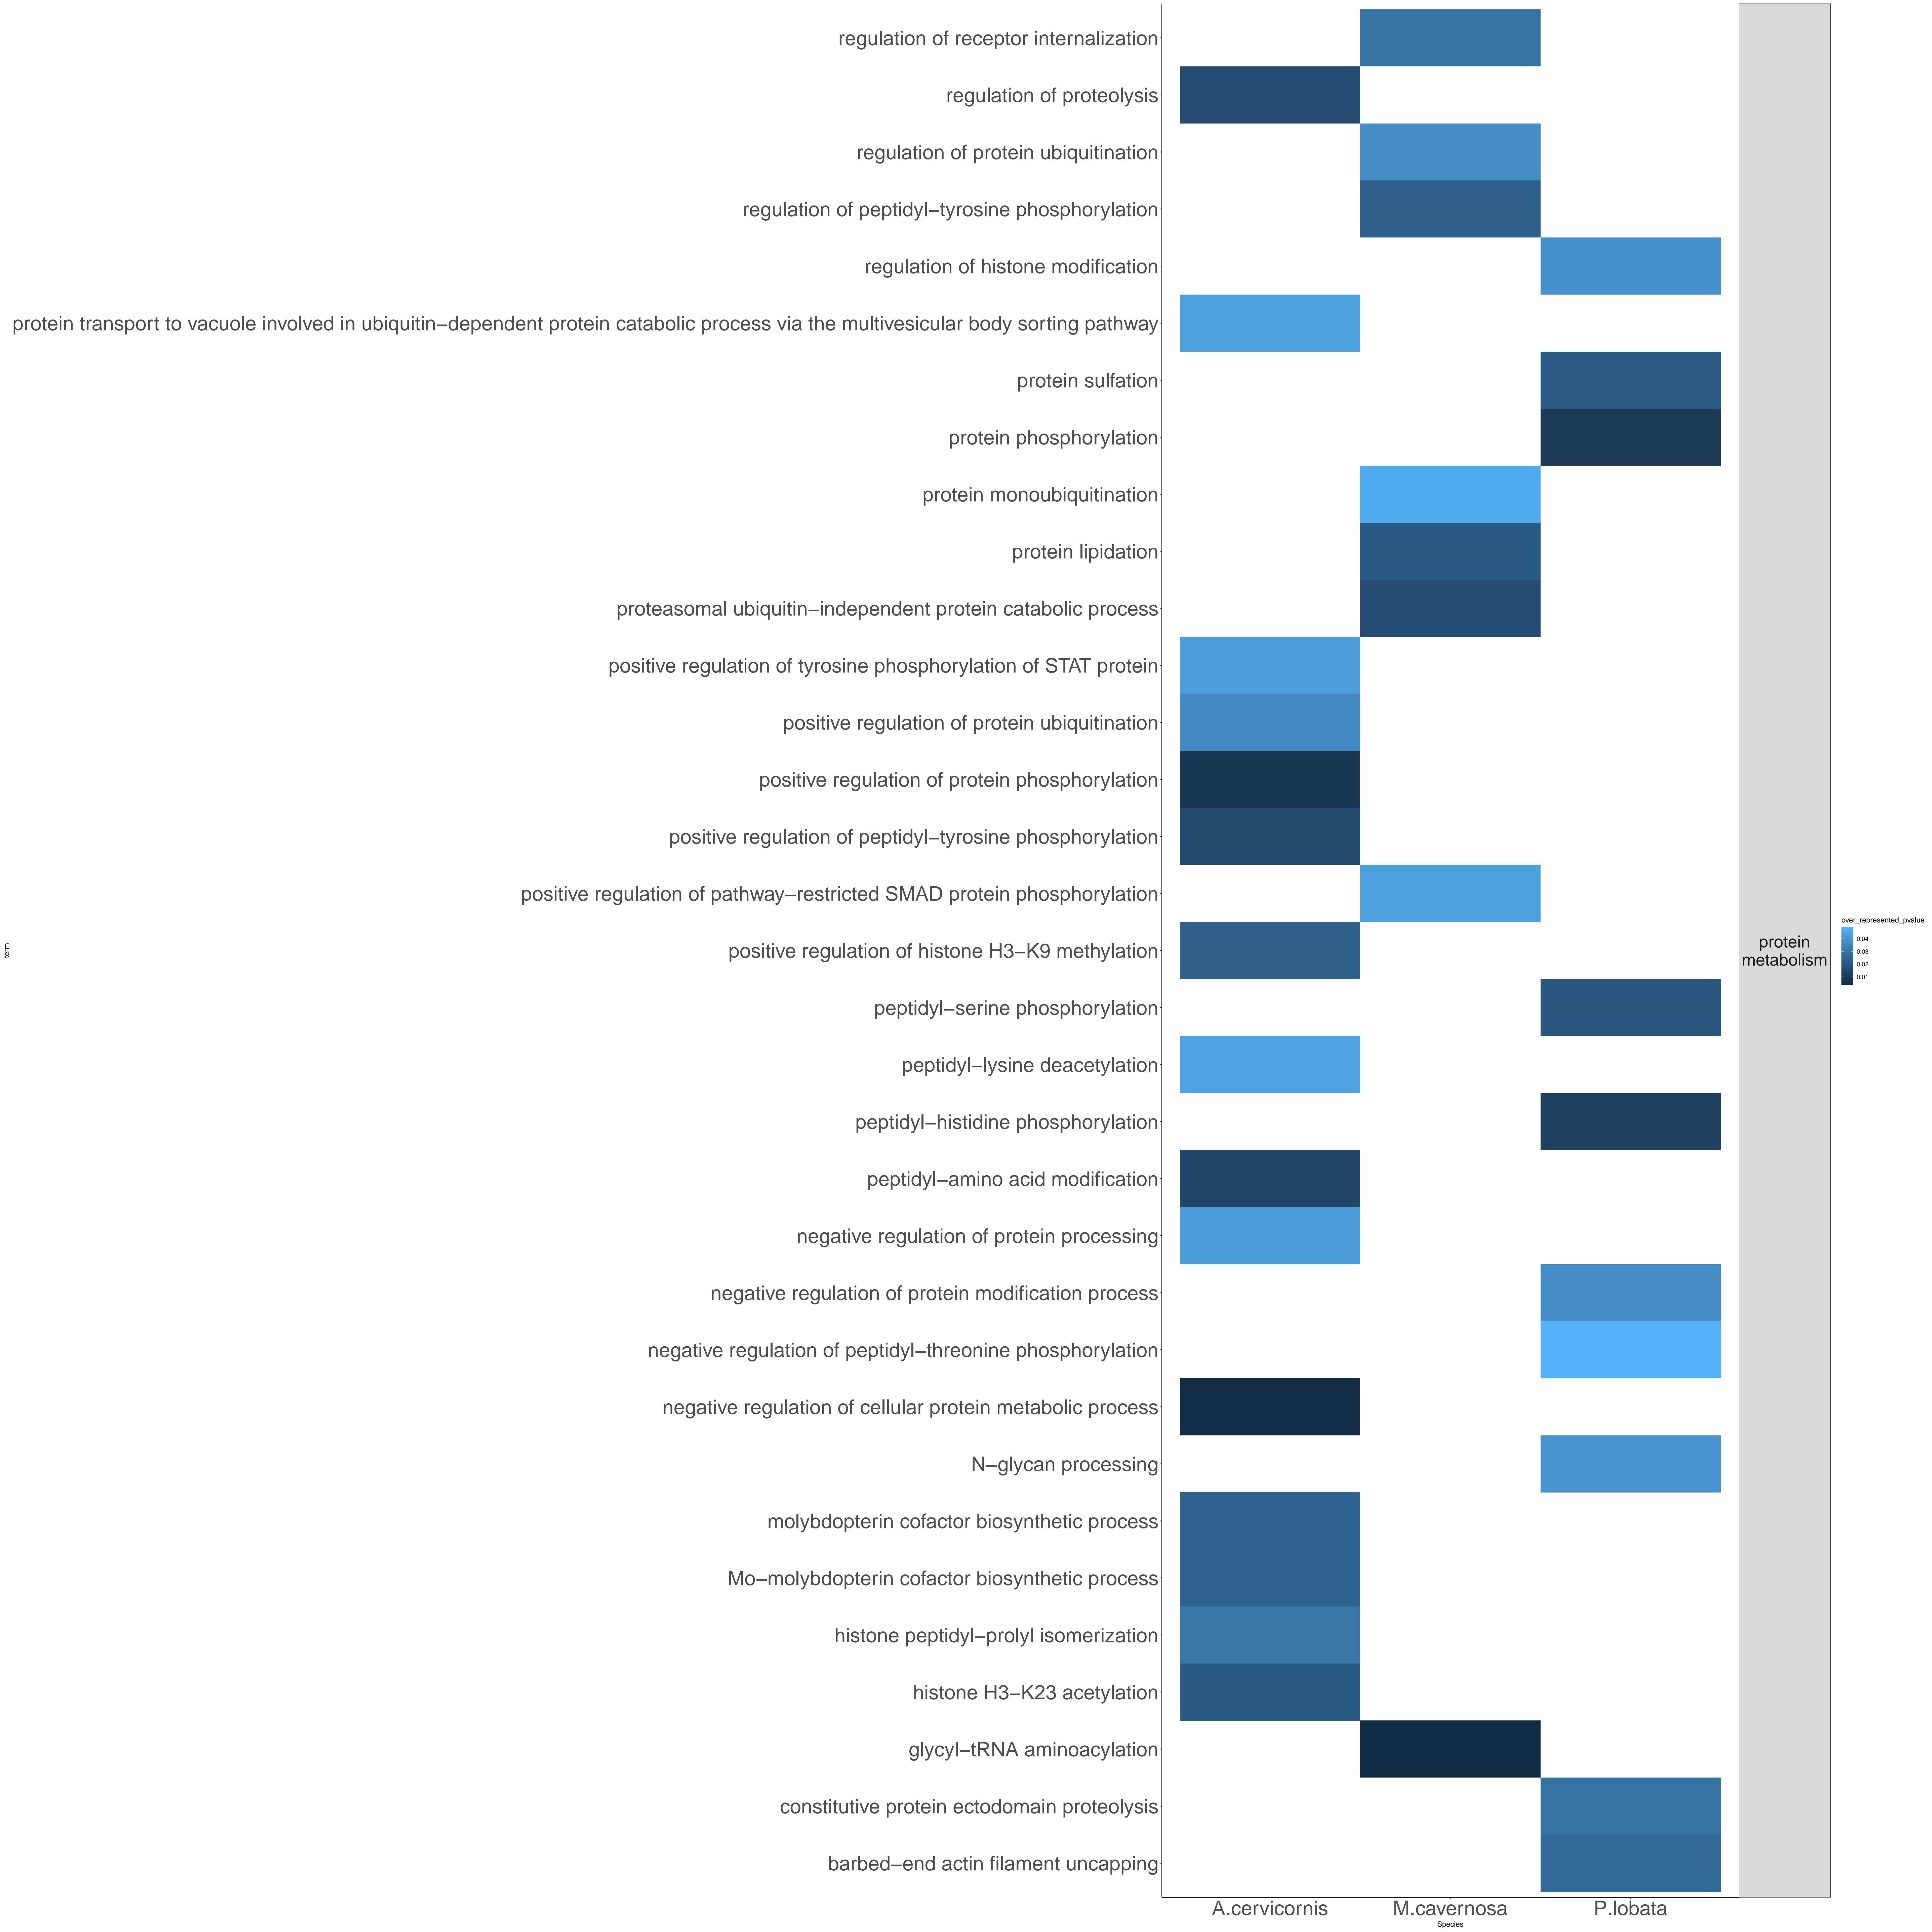 regulation of receptor internalization
regulation of proteolysis
regulation of protein ubiquitination
regulation of peptidyl−tyrosine phosphorylation
regulation of histone modification
protein transport to vacuole involved in ubiquitin−dependent protein catabolic process via the multivesicular body sorting pathway
protein sulfation
protein phosphorylation
protein monoubiquitination
protein lipidation
proteasomal ubiquitin−independent protein catabolic process
positive regulation of tyrosine phosphorylation of STAT protein
positive regulation of protein ubiquitination
positive regulation of protein phosphorylation
positive regulation of peptidyl−tyrosine phosphorylation
positive regulation of pathway−restricted SMAD protein phosphorylation
positive regulation of histone H3−K9 methylation
peptidyl−serine phosphorylation
peptidyl−lysine deacetylation
peptidyl−histidine phosphorylation
peptidyl−amino acid modification
negative regulation of protein processing
negative regulation of protein modification process
negative regulation of peptidyl−threonine phosphorylation
negative regulation of cellular protein metabolic process
N−glycan processing
molybdopterin cofactor biosynthetic process
Mo−molybdopterin cofactor biosynthetic process
histone peptidyl−prolyl isomerization
histone H3−K23 acetylation
glycyl−tRNA aminoacylation
constitutive protein ectodomain proteolysis
barbed−end actin filament uncapping
term
A.cervicornis M.cavernosa P.lobata
Species
protein
metabolism
over_represented_pvalue
0.04
0.03
0.02
0.01